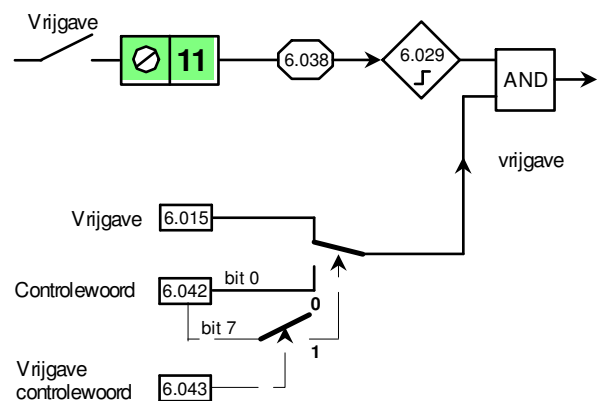 Vrijgave
11
6.038
6.029
AND
vrijgave
Vrijgave
6.015
Controlewoord
6.042
bit 0
0
bit 7
1
Vrijgave
controlewoord
6.043